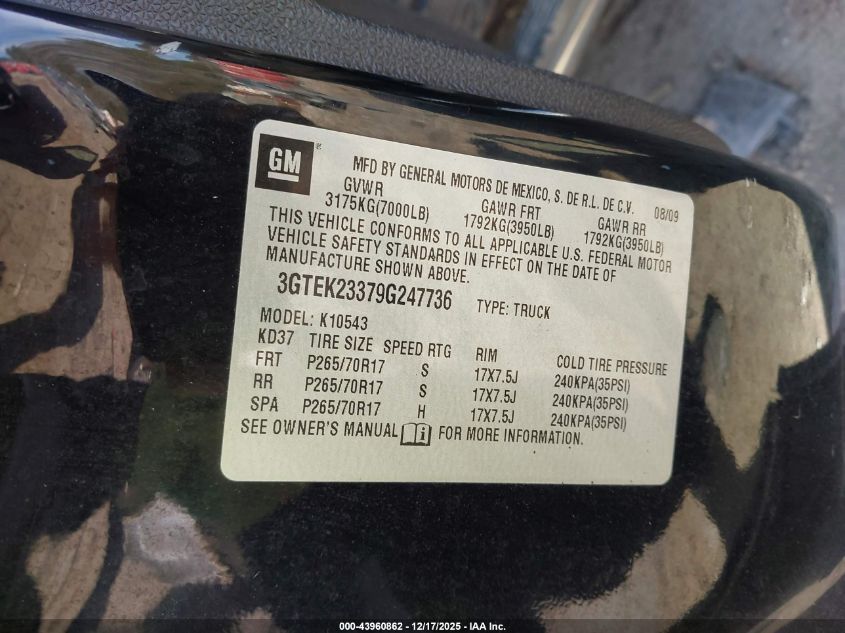 GM MFD BY GENERAL MOTORS DE MEXICO, S. DE R.L. DE C.V. 08/09
GVWR GAWR FRT GAWR RR
3175KG(7000LB) 1792KG(3950LB) 1792KG(3950LB)
THIS VEHICLE CONFORMS TO ALL APPLICABLE U.S. FEDERAL MOTOR
VEHICLE SAFETY STANDARDS IN EFFECT ON THE DATE OF
MANUFACTURE SHOWN ABOVE.
3GTEK23379G247736 TYPE: TRUCK
MODEL: K10543
KD37 TIRE SIZE SPEED RTG RIM COLD TIRE PRESSURE
FRT P265/70R17 S 17X7.5J 240KPA(35PSI)
RR P265/70R17 S 17X7.5J 240KPA(35PSI)
SPA P265/70R17 H 17X7.5J 240KPA(35PSI)
SEE OWNER'S MANUAL FOR MORE INFORMATION.
000-43960862 - 12/17/2025 - IAA Inc.